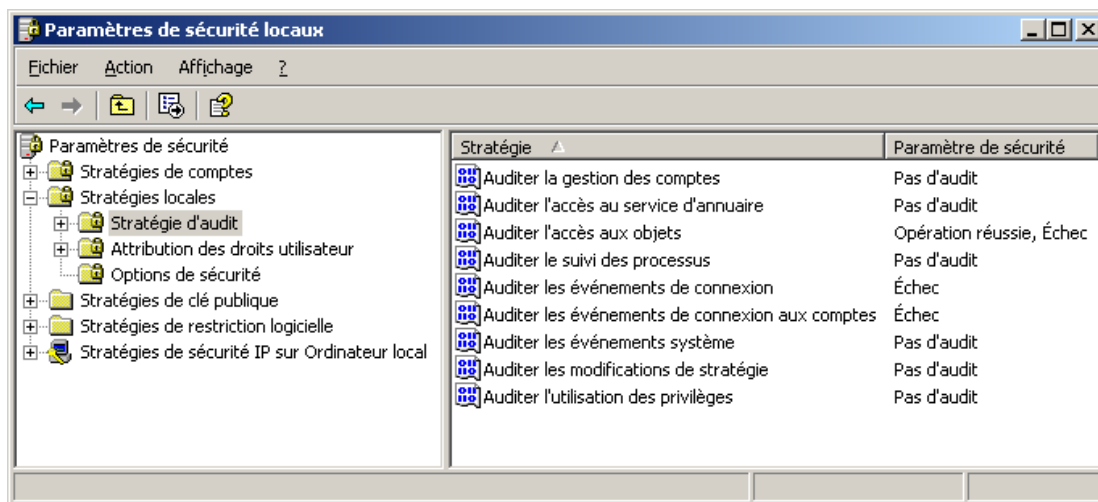 Paramètres de sécurité locaux
Fichier Action Affichage ?
Paramètres de sécurité
Stratégies de comptes
Stratégies locales
Stratégie d'audit
Attribution des droits utilisateur
Options de sécurité
Stratégies de clé publique
Stratégies de restriction logicielle
Stratégies de sécurité IP sur Ordinateur local
Stratégie Paramètre de sécurité
Auditer la gestion des comptes Pas d'audit
Auditer l'accès au service d'annuaire Pas d'audit
Auditer l'accès aux objets Opération réussie, Échec
Auditer le suivi des processus Pas d'audit
Auditer les événements de connexion Échec
Auditer les événements de connexion aux comptes Échec
Auditer les événements système Pas d'audit
Auditer les modifications de stratégie Pas d'audit
Auditer l'utilisation des privilèges Pas d'audit